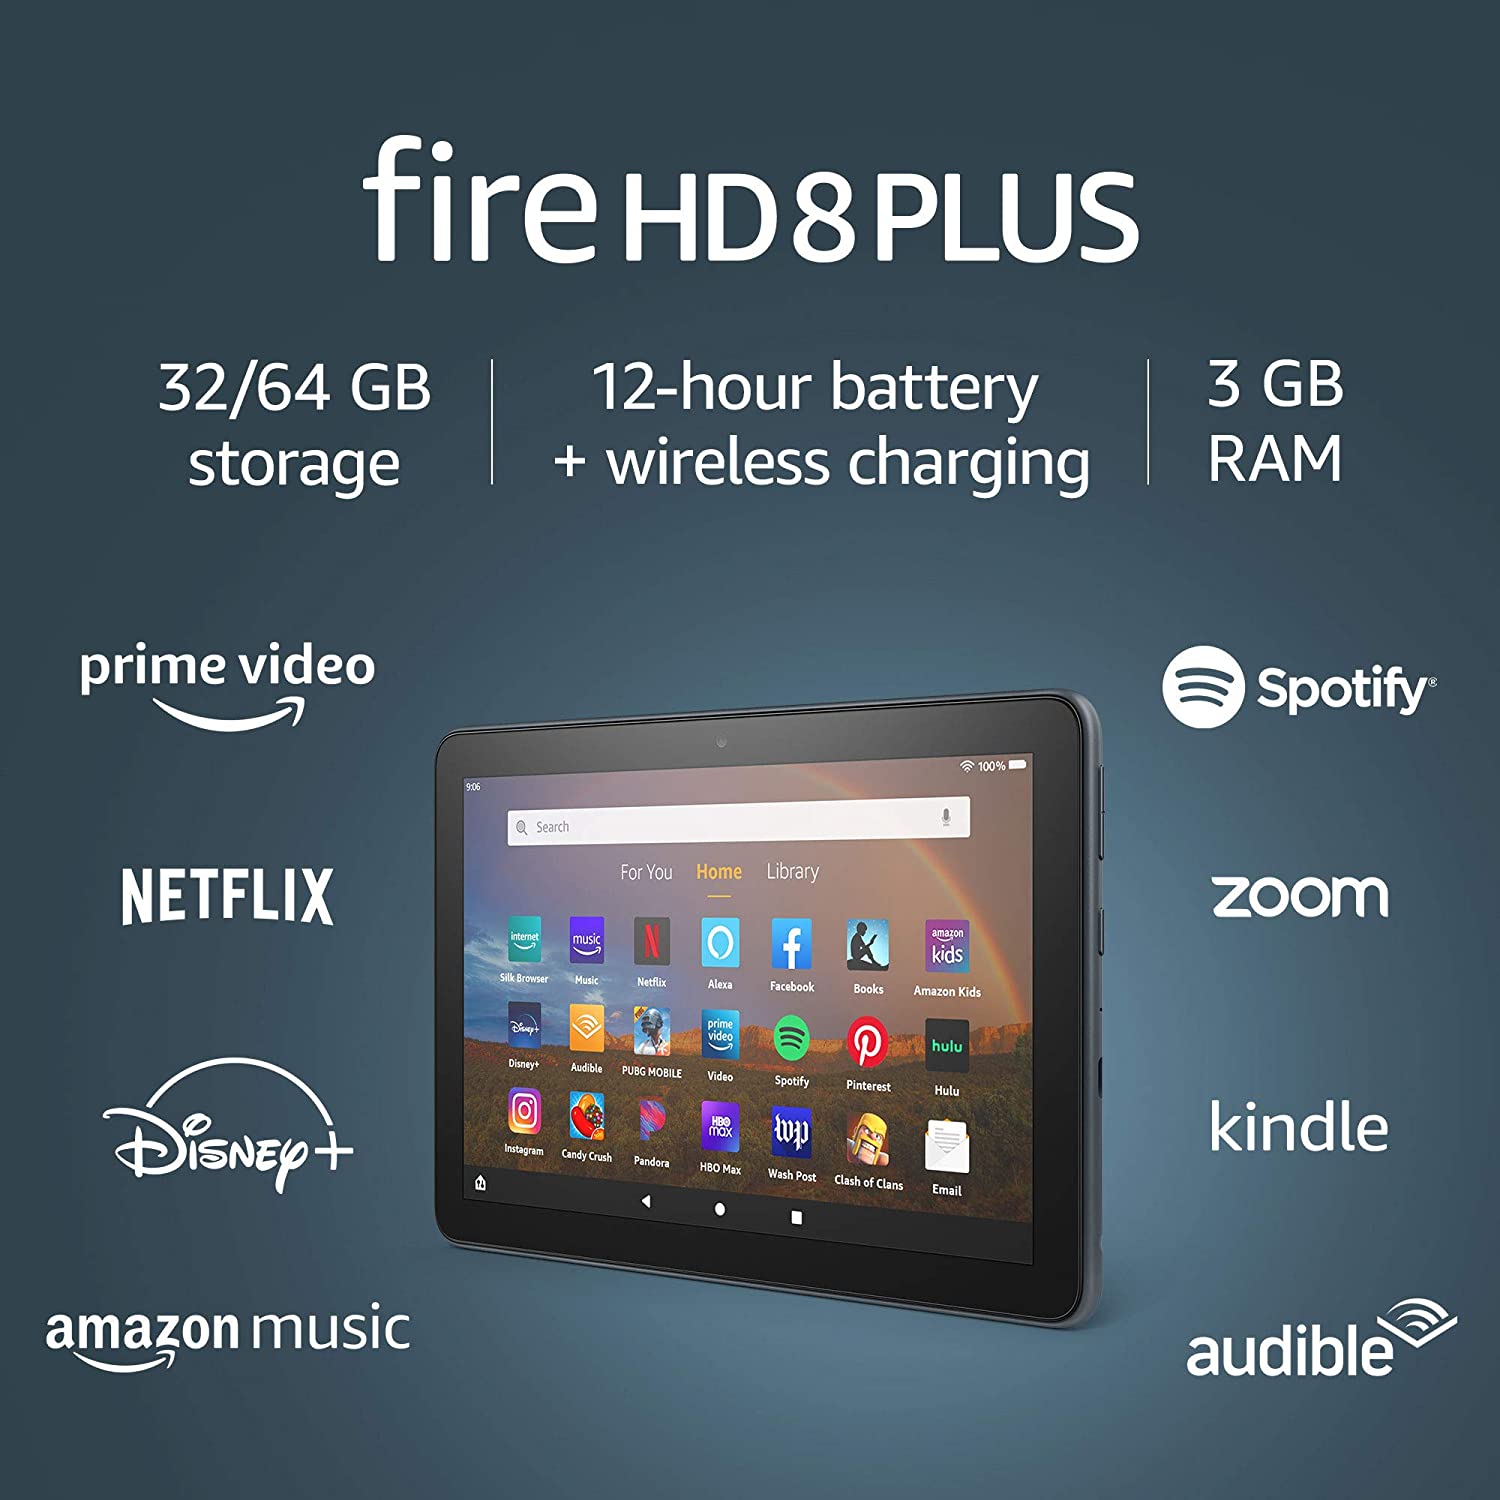 fire HD 8 PLUS
32/64 GB
storage
12-hour battery
+ wireless charging
3 GB
RAM
prime video
NETFLIX
Disney+
amazon music
Spotify®
zoom
kindle
audible
9:06
100%
Search
For You Home Library
internet
Silk Browser
music
Music
N
Netflix
Alexa
f
Facebook
Books
amazon
kids
Amazon Kids
Disney+
Disney+
Audible
PUBG MOBILE
prime
video
Video
Spotify
Pinterest
hulu
Hulu
Instagram
Candy Crush
Pandora
HBO
max
HBO Max
wp
Wash Post
Clash of Clans
Email